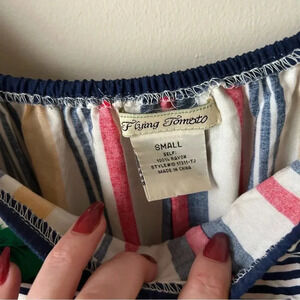 Flying Tomato
SMALL
SELF:
100% RAYON
MADE IN CHINA